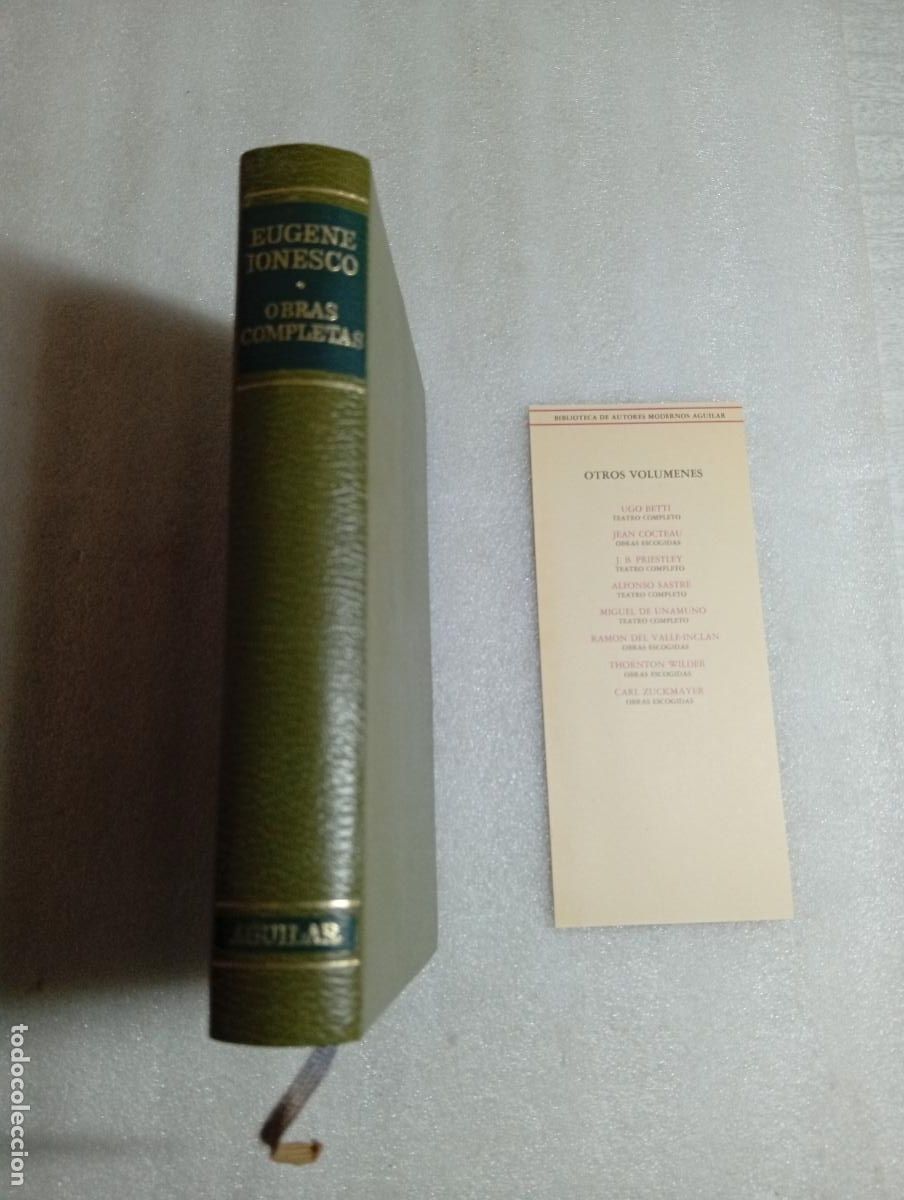 EUGENE
IONESCO
•
OBRAS
COMPLETAS
AGUILAR
BIBLIOTECA DE AUTORES MODERNOS AGUILAR
OTROS VOLUMENES
UGO BETTI
TEATRO COMPLETO
JEAN COCTEAU
OBRAS ESCOGIDAS
J. B. PRIESTLEY
TEATRO COMPLETO
ALFONSO SASTRE
TEATRO COMPLETO
MIGUEL DE UNAMUNO
TEATRO COMPLETO
RAMON DEL VALLE-INCLAN
OBRAS ESCOGIDAS
THORNTON WILDER
OBRAS ESCOGIDAS
CARL ZUCKMAYER
OBRAS ESCOGIDAS
todocoleccion